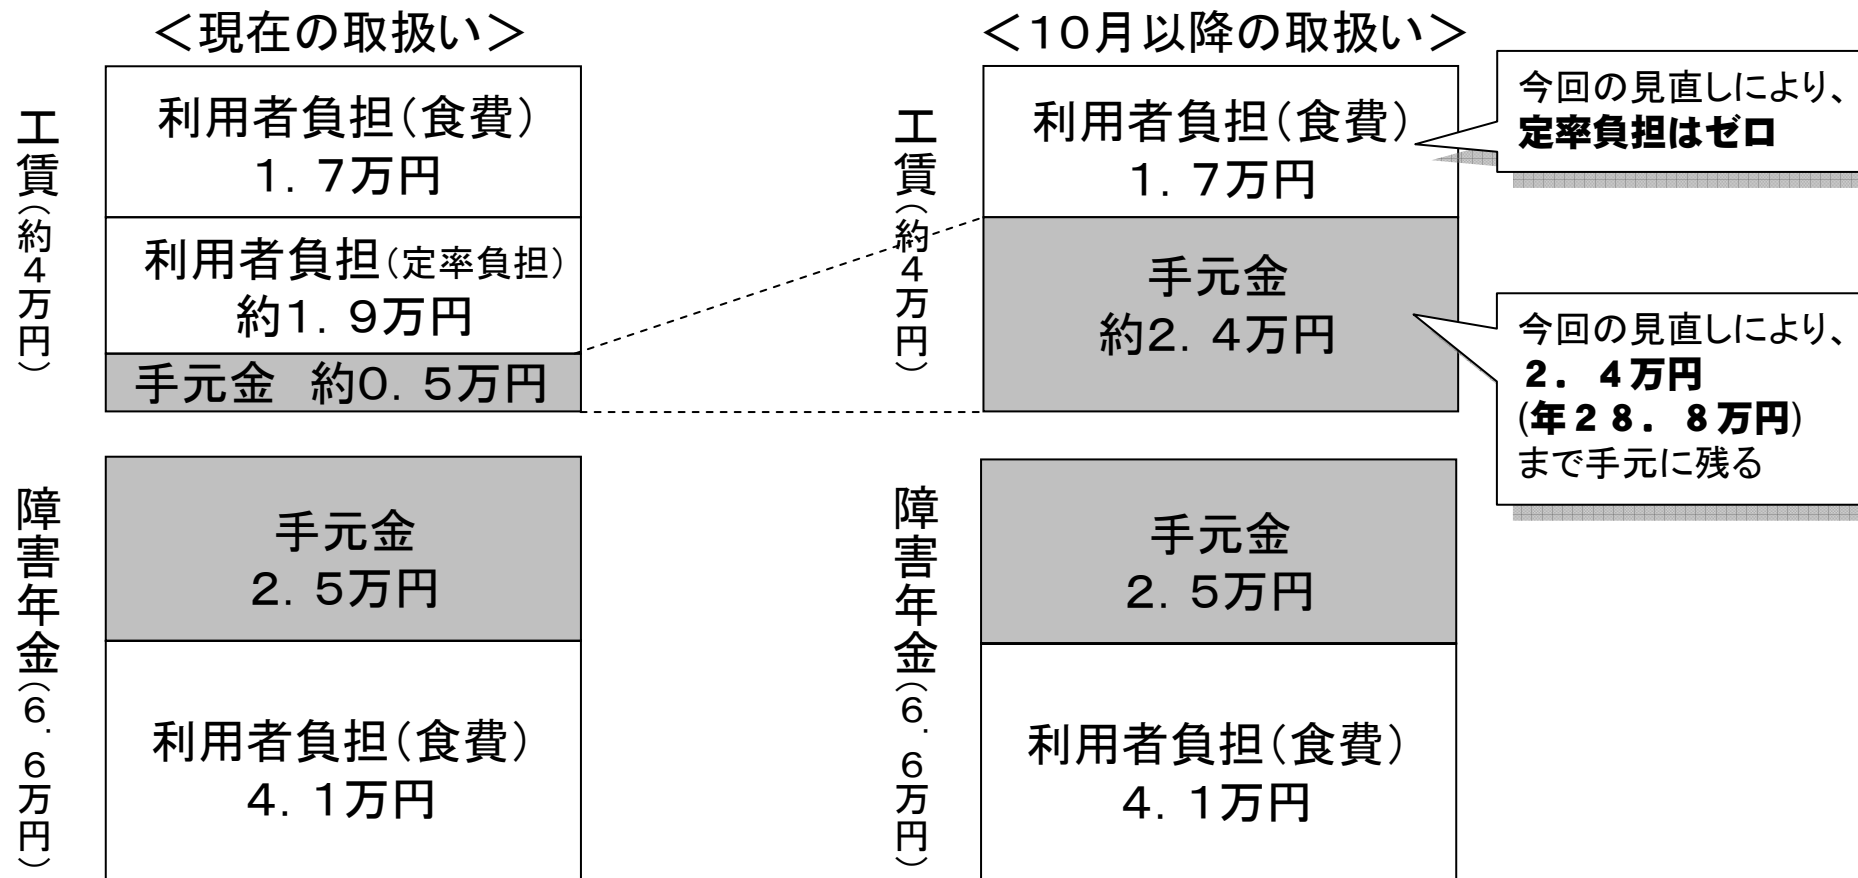 ＜現在の取扱い＞
工賃（約４万円）
利用者負担（食費）
１．７万円
利用者負担（定率負担）
約１．９万円
手元金　約０．５万円
障害年金（６．６万円）
手元金
２．５万円
利用者負担（食費）
４．１万円
＜１０月以降の取扱い＞
工賃（約４万円）
利用者負担（食費）
１．７万円
手元金
約２．４万円
障害年金（６．６万円）
手元金
２．５万円
利用者負担（食費）
４．１万円
今回の見直しにより、
定率負担はゼロ
今回の見直しにより、
２．４万円
(年２８．８万円)
まで手元に残る